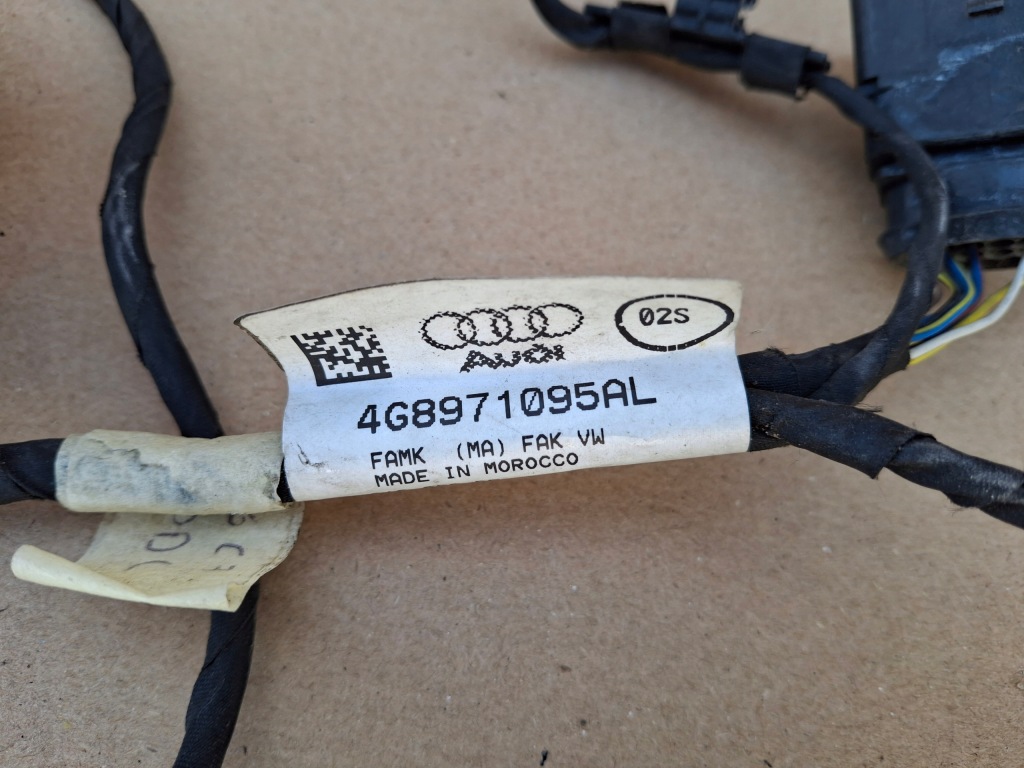 AUDI
02S
4G8971095AL
FAMK (MA) FAK VW
MADE IN MOROCCO